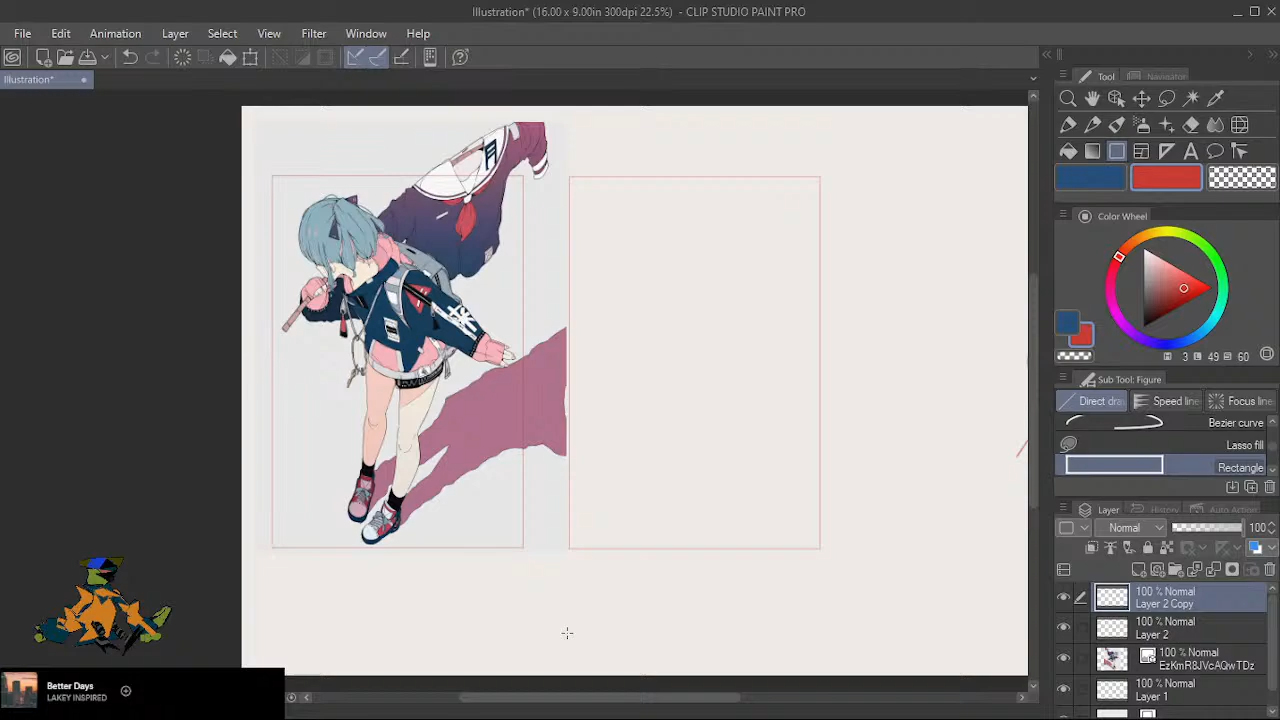 Illustration* (16.00 x 9.00in 300dpi 22.5%) - CLIP STUDIO PAINT PRO
File Edit Animation Layer Select View Filter Window Help
Illustration*
Tool Navigator
Color Wheel
3 49 60
Sub Tool: Figure
Direct dra Speed line Focus line
Bezier curve
Lasso fill
Rectangle
Layer History Auto Action
Normal 100
100 % Normal
Layer 2 Copy
100 % Normal
Layer 2
100 % Normal
EzKmR8JVcAQwTDz
100 % Normal
Layer 1
Better Days
LAKEY INSPIRED